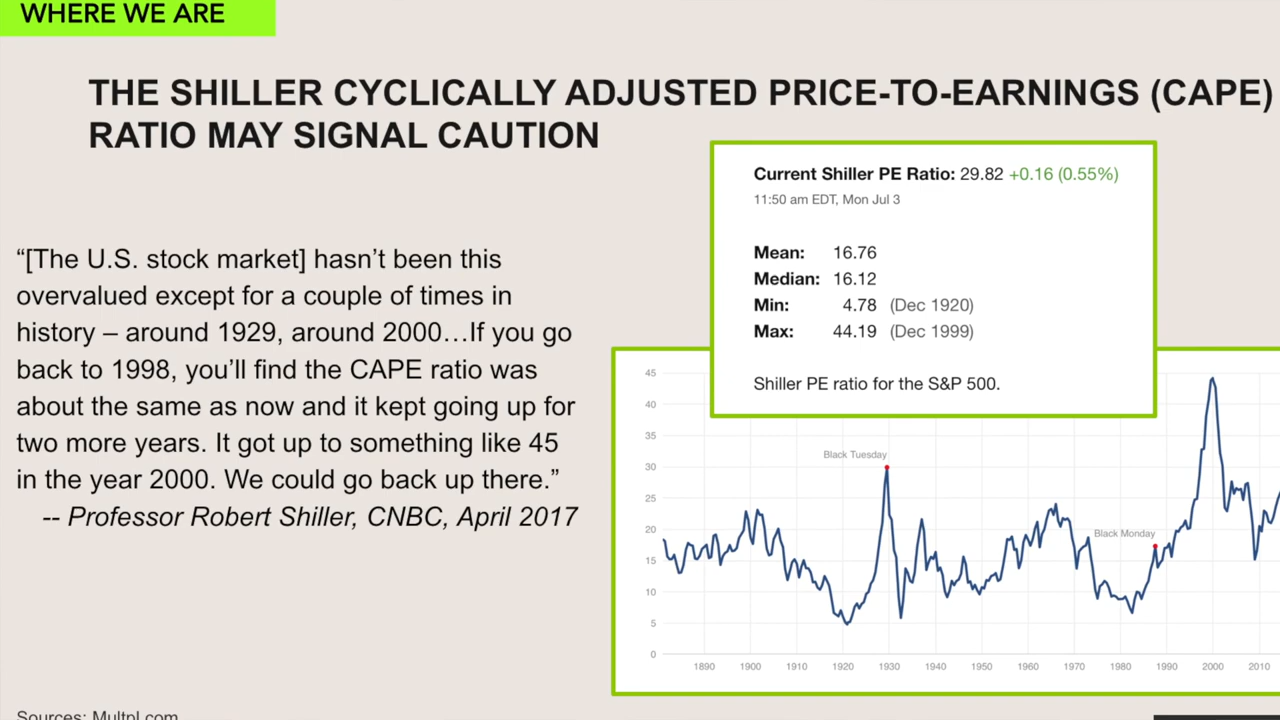 WHERE WE ARE
THE SHILLER CYCLICALLY ADJUSTED PRICE-TO-EARNINGS (CAPE)
RATIO MAY SIGNAL CAUTION
“[The U.S. stock market] hasn’t been this
overvalued except for a couple of times in
history – around 1929, around 2000…If you go
back to 1998, you’ll find the CAPE ratio was
about the same as now and it kept going up for
two more years. It got up to something like 45
in the year 2000. We could go back up there.”
-- Professor Robert Shiller, CNBC, April 2017
Current Shiller PE Ratio: 29.82 +0.16 (0.55%)
11:50 am EDT, Mon Jul 3
Mean: 16.76
Median: 16.12
Min: 4.78 (Dec 1920)
Max: 44.19 (Dec 1999)
Shiller PE ratio for the S&P 500.
45
40
35
30
25
20
15
10
5
0
Black Tuesday
Black Monday
1890 1900 1910 1920 1930 1940 1950 1960 1970 1980 1990 2000 2010
Sources: Multpl.com